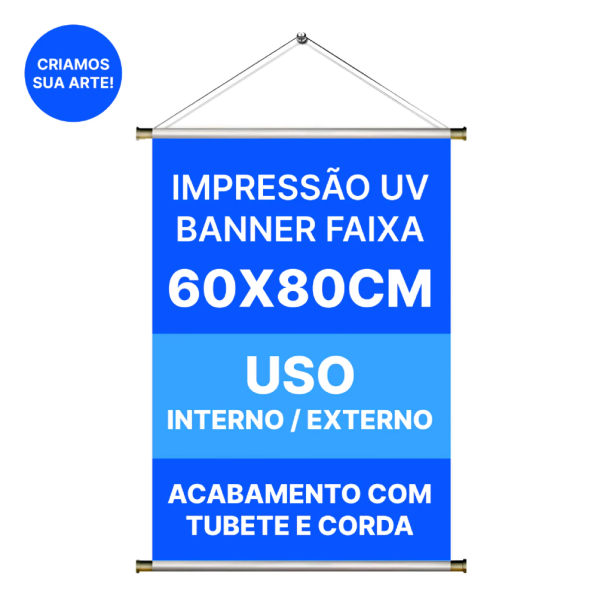 CRIAMOS
SUA ARTE!
IMPRESSÃO UV
BANNER FAIXA
60X80CM
USO
INTERNO / EXTERNO
ACABAMENTO COM
TUBETE E CORDA